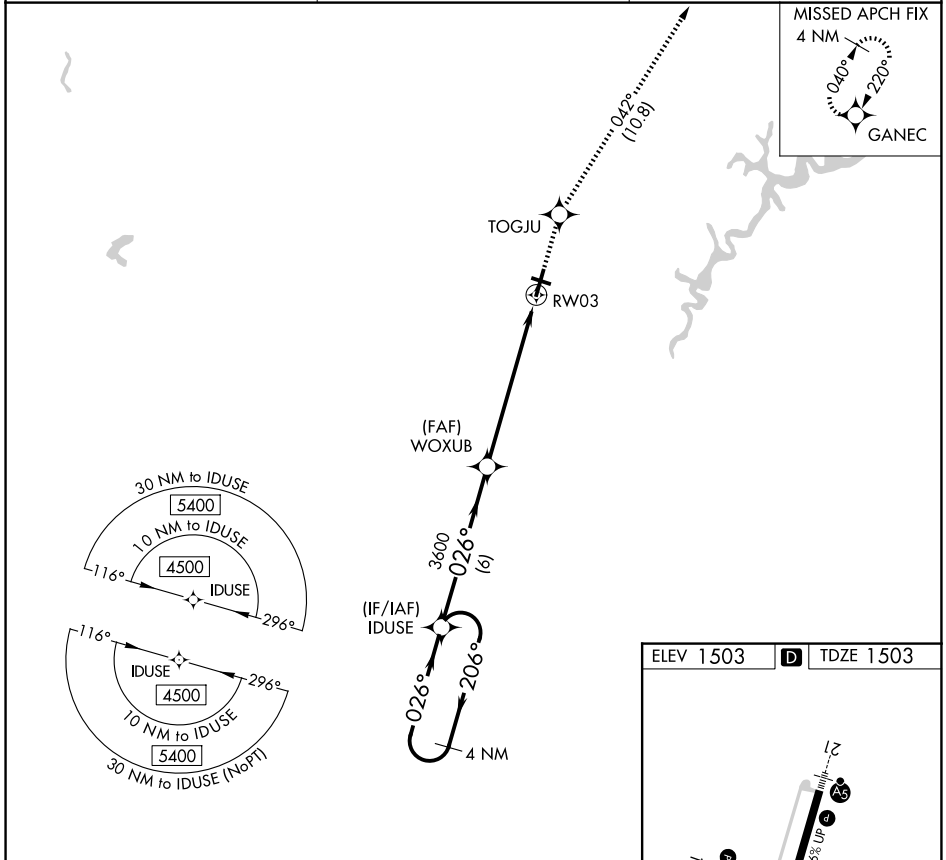 MISSED APCH FIX
4 NM
040°
220°
GANEC
042°
(10.8)
TOGJU
RW03
(FAF)
WOXUB
3600
026°
(6)
(IF/IAF)
IDUSE
026°
206°
4 NM
30 NM to IDUSE
5400
10 NM to IDUSE
4500
116°
IDUSE
296°
116°
IDUSE
296°
4500
10 NM to IDUSE
5400
30 NM to IDUSE (NoPT)
ELEV 1503 D TDZE 1503
21
A5
P
% UP
P